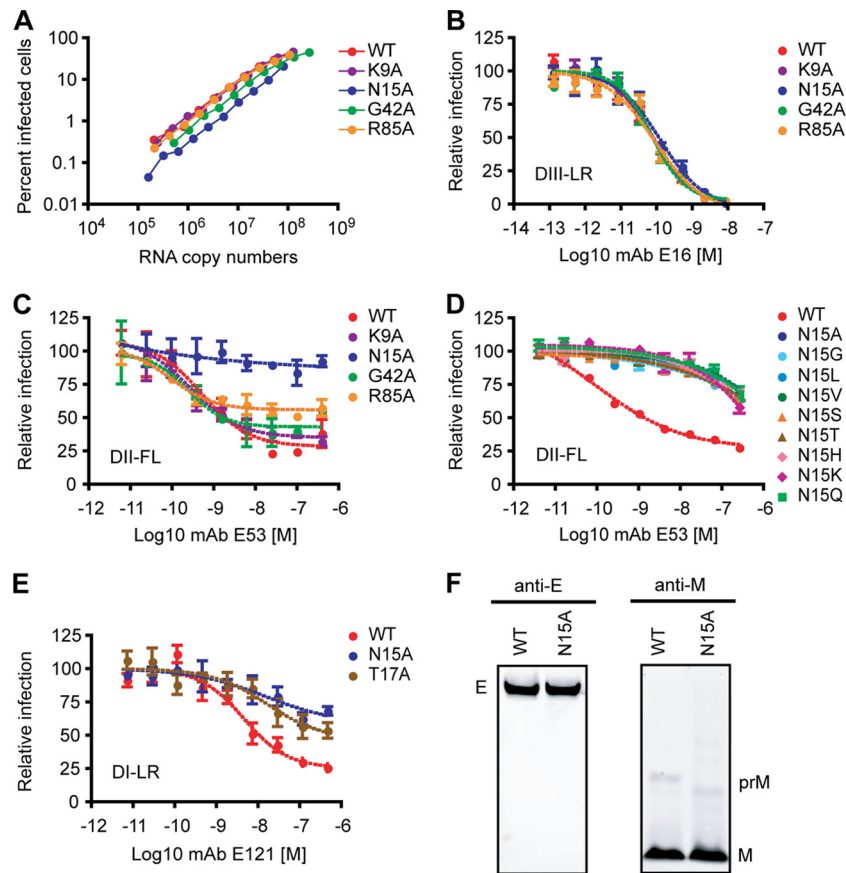 A
Percent infected cells
100
10
1
0.1
0.01
10^4 10^5 10^6 10^7 10^8 10^9
RNA copy numbers
WT
K9A
N15A
G42A
R85A
B
Relative infection
125
100
75
50
25
0
DIII-LR
-14 -13 -12 -11 -10 -9 -8 -7
Log10 mAb E16 [M]
WT
K9A
N15A
G42A
R85A
C
Relative infection
125
100
75
50
25
0
DII-FL
-12 -11 -10 -9 -8 -7 -6
Log10 mAb E53 [M]
WT
K9A
N15A
G42A
R85A
D
Relative infection
125
100
75
50
25
0
DII-FL
-12 -11 -10 -9 -8 -7 -6
Log10 mAb E53 [M]
WT
N15A
N15G
N15L
N15V
N15S
N15T
N15H
N15K
N15Q
E
Relative infection
125
100
75
50
25
0
DI-LR
-12 -11 -10 -9 -8 -7 -6
Log10 mAb E121 [M]
WT
N15A
T17A
F
anti-E
anti-M
WT
N15A
WT
N15A
E
prM
M